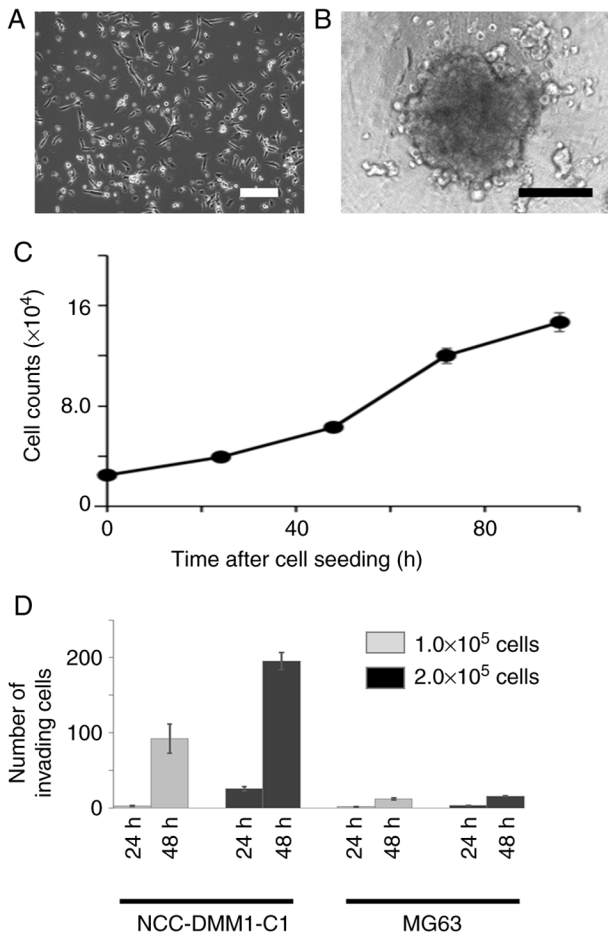 A
B
C
Cell counts (×10⁴)
16
8.0
0
0
40
80
Time after cell seeding (h)
D
Number of
invading cells
200
100
0
1.0×10⁵ cells
2.0×10⁵ cells
24 h
48 h
24 h
48 h
24 h
48 h
24 h
48 h
NCC-DMM1-C1
MG63